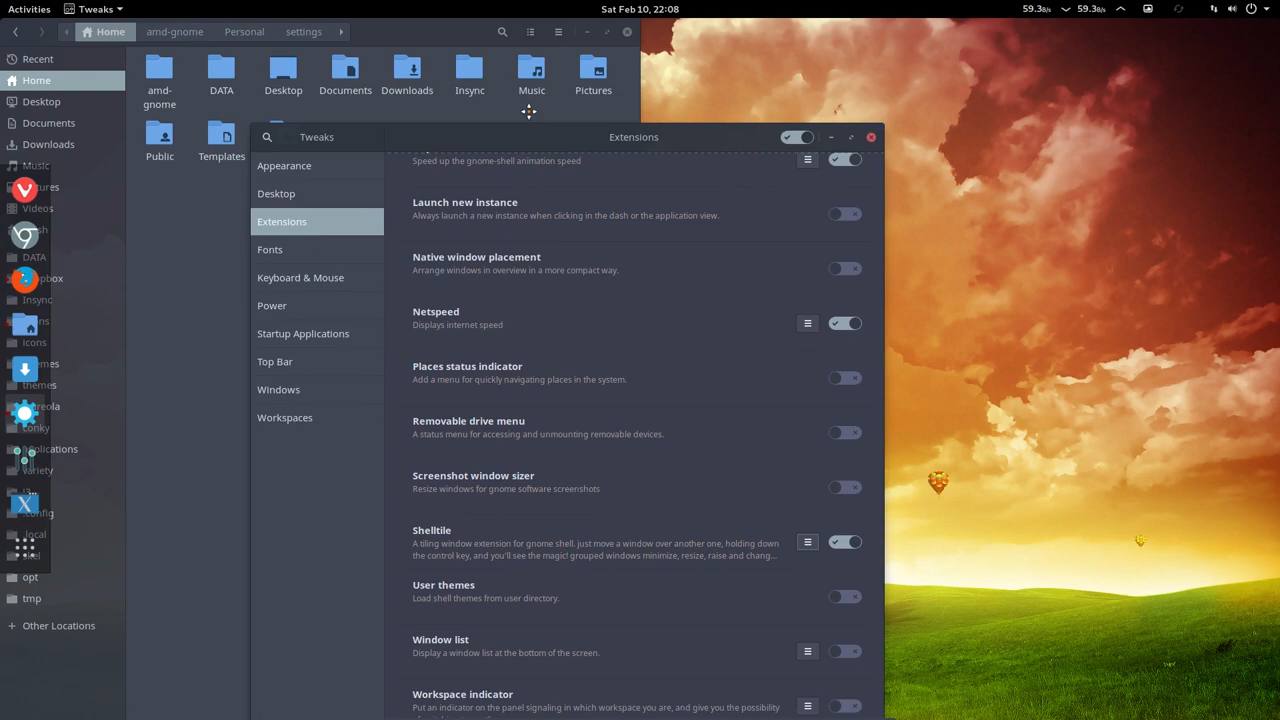 Activities
Tweaks
Sat Feb 10, 22:08
59.3B/s
59.3B/s
Home
amd-gnome
Personal
settings
Recent
Home
Desktop
Documents
Downloads
Music
Videos
DATA
Insync
icons
themes
conky
variety
.config
.local
opt
tmp
Other Locations
amd-
gnome
DATA
Desktop
Documents
Downloads
Insync
Music
Pictures
Public
Templates
Tweaks
Extensions
Appearance
Desktop
Extensions
Fonts
Keyboard & Mouse
Power
Startup Applications
Top Bar
Windows
Workspaces
Speed up the gnome-shell animation speed
Launch new instance
Always launch a new instance when clicking in the dash or the application view.
Native window placement
Arrange windows in overview in a more compact way.
Netspeed
Displays internet speed
Places status indicator
Add a menu for quickly navigating places in the system.
Removable drive menu
A status menu for accessing and unmounting removable devices.
Screenshot window sizer
Resize windows for gnome software screenshots
Shelltile
A tiling window extension for gnome shell. just move a window over another one, holding down
the control key, and you'll see the magic! grouped windows minimize, resize, raise and chang...
User themes
Load shell themes from user directory.
Window list
Display a window list at the bottom of the screen.
Workspace indicator
Put an indicator on the panel signaling in which workspace you are, and give you the possibility